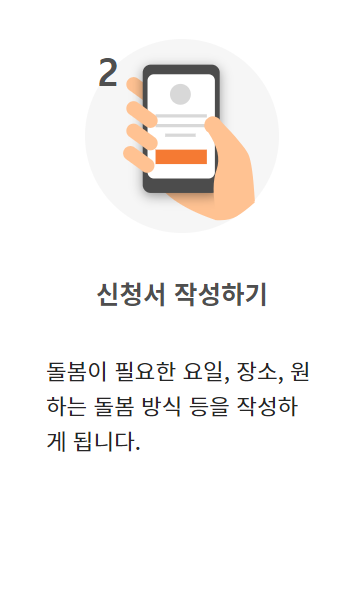 2
신청서 작성하기
돌봄이 필요한 요일, 장소, 원
하는 돌봄 방식 등을 작성하
게 됩니다.